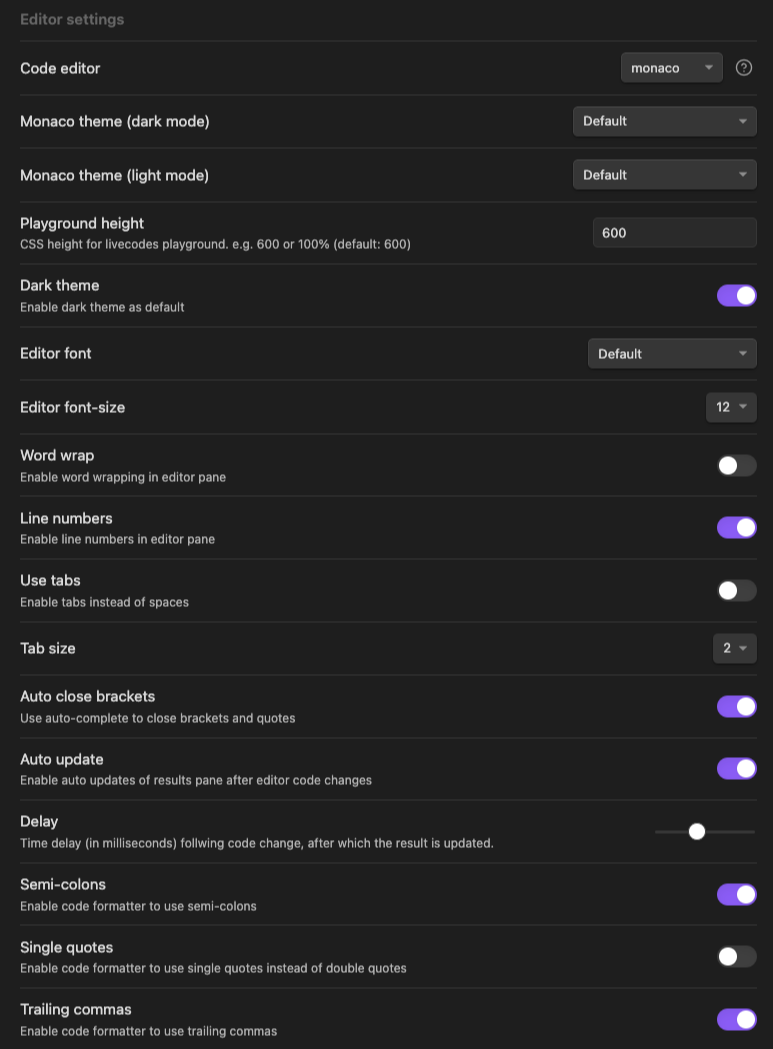 Editor settings
Code editor
monaco
Monaco theme (dark mode)
Default
Monaco theme (light mode)
Default
Playground height
CSS height for livecodes playground. e.g. 600 or 100% (default: 600)
600
Dark theme
Enable dark theme as default
Editor font
Default
Editor font-size
12
Word wrap
Enable word wrapping in editor pane
Line numbers
Enable line numbers in editor pane
Use tabs
Enable tabs instead of spaces
Tab size
2
Auto close brackets
Use auto-complete to close brackets and quotes
Auto update
Enable auto updates of results pane after editor code changes
Delay
Time delay (in milliseconds) follwing code change, after which the result is updated.
Semi-colons
Enable code formatter to use semi-colons
Single quotes
Enable code formatter to use single quotes instead of double quotes
Trailing commas
Enable code formatter to use trailing commas